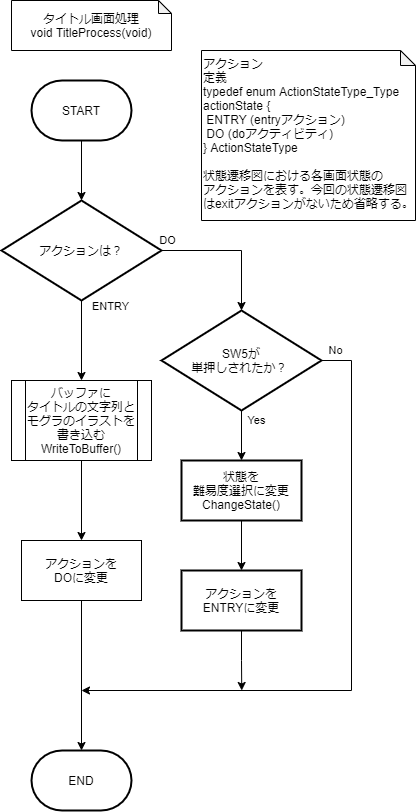 タイトル画面処理
void TitleProcess(void)
アクション
定義
typedef enum ActionStateType_Type
actionState {
ENTRY (entryアクション)
DO (doアクティビティ)
} ActionStateType
状態遷移図における各画面状態の
アクションを表す。今回の状態遷移図
はexitアクションがないため省略する。
START
アクションは？
DO
ENTRY
SW5が
単押しされたか？
No
Yes
バッファに
タイトルの文字列と
モグラのイラストを
書き込む
WriteToBuffer()
状態を
難易度選択に変更
ChangeState()
アクションを
DOに変更
アクションを
ENTRYに変更
END